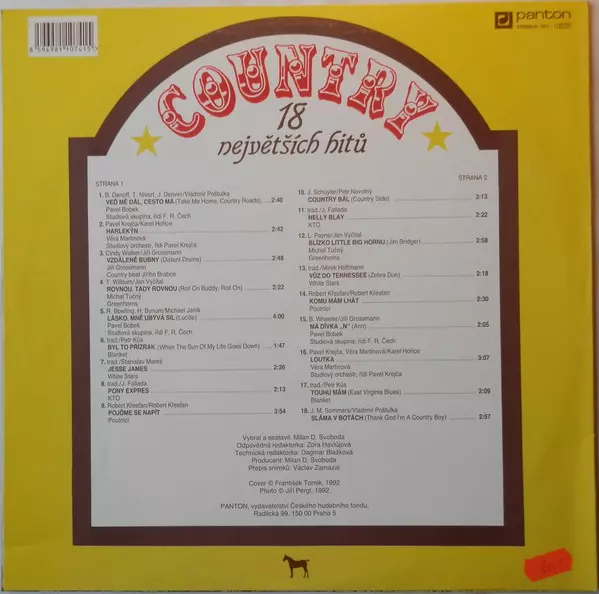 8596981107415
panton
COUNTRY
18
největších hitů
STRANA 1
1. B. Danoff, T. Nivert, J. Denver/Vladimír Poštulka
VEĎ MĚ DÁL, CESTO MÁ (Take Me Home, Country Roads) 2:40
Pavel Bobek
Studiová skupina, řídí F. R. Čech
2. Pavel Krejča/Karel Hořice
HARLEKÝN 2:42
Věra Martinová
Studiový orchestr, řídí Pavel Krejča
3. Cindy Walker/Jiří Grossmann
VZDÁLENÉ BUBNY (Distant Drums) 2:48
Jiří Grossmann
Country beat Jiřího Brabce
4. T. Wilburn/Jan Vyčítal
ROVNOU, TADY ROVNOU (Roll On Buddy, Roll On) 2:22
Michal Tučný
Greenhorns
5. R. Bowling, H. Bynum/Michael Janík
LÁSKO, MNĚ UBÝVÁ SIL (Lucille) 4:00
Pavel Bobek
Studiová skupina, řídí F. R. Čech
6. trad./Petr Kůs
BYL TO PŘÍZRAK (When The Sun Of My Life Goes Down) 1:47
Blanket
7. trad./Stanislav Mareš
JESSE JAMES 2:26
White Stars
8. trad./J. Fallada
PONY EXPRES 2:13
KTO
9. Robert Křesťan/Robert Křesťan
POJĎME SE NAPÍT 3:54
Poutníci
STRANA 2
10. J. Schuyler/Petr Novotný
COUNTRY BÁL (Country Side) 2:13
11. trad./J. Fallada
NELLY BLAY 2:22
KTO
12. L. Payne/Jan Vyčítal
BLÍZKO LITTLE BIG HORNU (Jim Bridger) 2:58
Michal Tučný
Greenhorns
13. trad./Mirek Hoffmann
VŮZ DO TENNESSEE (Zebra Duo) 2:18
White Stars
14. Robert Křesťan/Robert Křesťan
KOMU MÁM LHÁT 2:30
Poutníci
15. B. Wheeler/Jiří Grossmann
MÁ DÍVKA „N“ (Ann) 2:05
Pavel Bobek
Studiová skupina, řídí F. R. Čech
16. Pavel Krejča, Věra Martinová/Karel Hořice
LOUTKA 3:07
Věra Martinová
Studiový orchestr, řídí Pavel Krejča
17. trad./Petr Kůs
TOUHU MÁM (East Virginia Blues) 2:09
Blanket
18. J. M. Sommers/Vladimír Poštulka
SLÁMA V BOTÁCH (Thank God I'm A Country Boy) 2:57
Vybral a sestavil: Milan D. Svoboda
Odpovědná redaktorka: Zora Havlůjová
Technická redaktorka: Dagmar Blažková
Producent: Milan D. Svoboda
Přepis snímků: Václav Zamazal
Cover © František Tomík, 1992
Photo © Jiří Pergl, 1992
PANTON, vydavatelství Českého hudebního fondu,
Radlická 99, 150 00 Praha 5